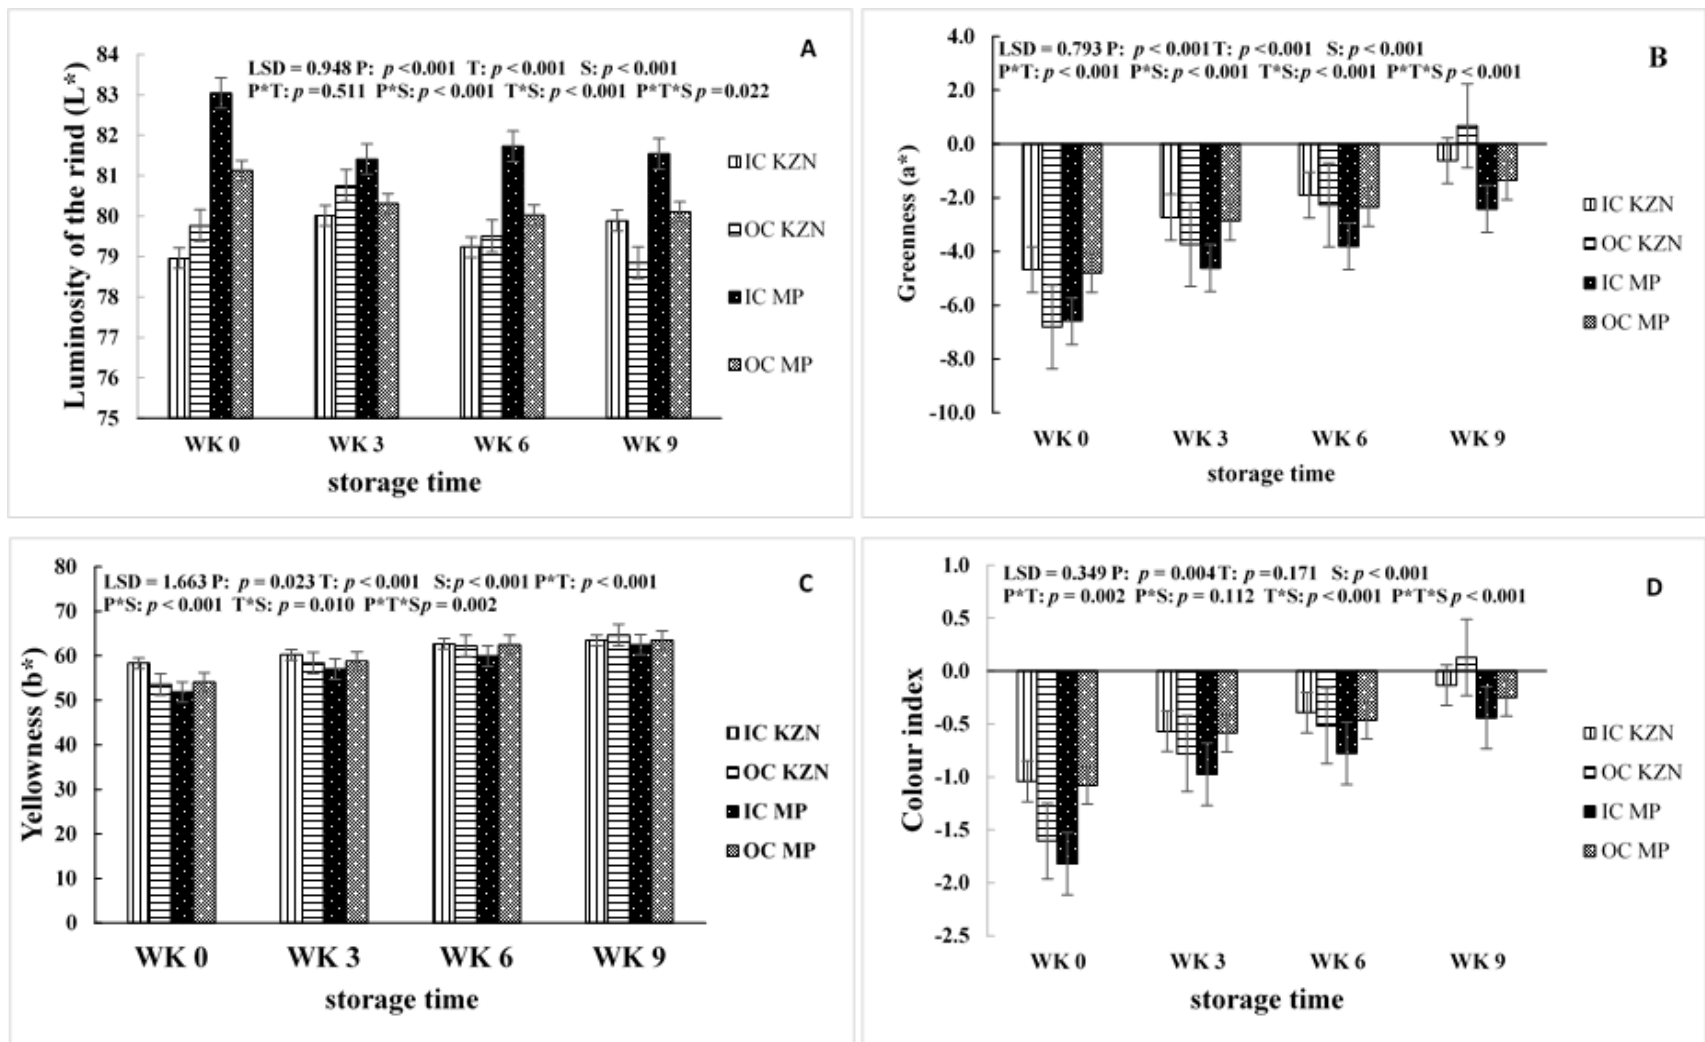 A
LSD = 0.948 P: p <0.001 T: p < 0.001 S: p < 0.001
P*T: p =0.511 P*S: p < 0.001 T*S: p < 0.001 P*T*S p =0.022
84
83
82
81
80
79
78
77
76
75
Luminosity of the rind (L*)
IC KZN
OC KZN
IC MP
OC MP
WK 0 WK 3 WK 6 WK 9
storage time
B
LSD = 0.793 P: p < 0.001 T: p < 0.001 S: p < 0.001
P*T: p < 0.001 P*S: p < 0.001 T*S: p < 0.001 P*T*S p < 0.001
4.0
2.0
0.0
-2.0
-4.0
-6.0
-8.0
-10.0
Greenness (a*)
IC KZN
OC KZN
IC MP
OC MP
WK 0 WK 3 WK 6 WK 9
storage time
C
LSD = 1.663 P: p = 0.023 T: p < 0.001 S: p < 0.001 P*T: p < 0.001
P*S: p < 0.001 T*S: p = 0.010 P*T*S p = 0.002
80
70
60
50
40
30
20
10
0
Yellowness (b*)
IC KZN
OC KZN
IC MP
OC MP
WK 0 WK 3 WK 6 WK 9
storage time
D
LSD = 0.349 P: p = 0.004 T: p =0.171 S: p < 0.001
P*T: p = 0.002 P*S: p = 0.112 T*S: p < 0.001 P*T*S p < 0.001
1.0
0.5
0.0
-0.5
-1.0
-1.5
-2.0
-2.5
Colour index
IC KZN
OC KZN
IC MP
OC MP
WK 0 WK 3 WK 6 WK 9
storage time